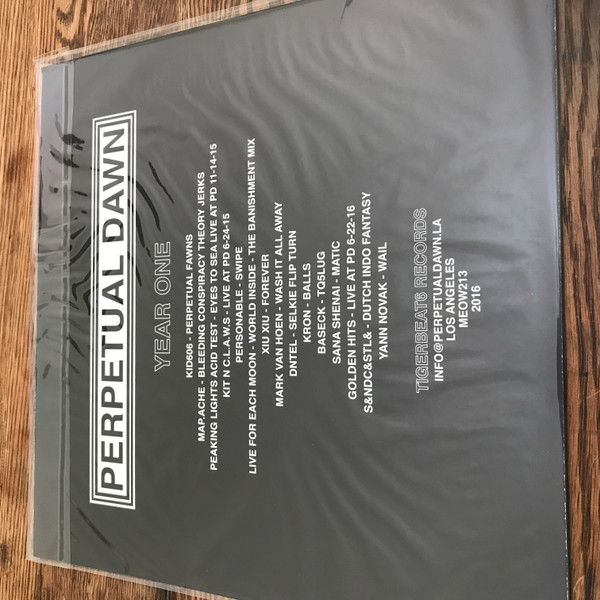 PERPETUAL DAWN
YEAR ONE
KID606 - PERPETUAL FAWNS
MAP.ACHE - BLEEDING CONSPIRACY THEORY JERKS
PEAKING LIGHTS ACID TEST - EYES TO SEA LIVE AT PD 11-14-15
KIT N C.L.A.W.S - LIVE AT PD 6-24-15
PERSONABLE - SWIPE
LIVE FOR EACH MOON - WORLD INSIDE - THE BANISHMENT MIX
XIU XIU - FOREVER
MARK VAN HOEN - WASH IT ALL AWAY
DNTEL - SELKIE FLIP TURN
KRON - BALLS
BASECK - TQ5LUG
SANA SHENAI - MATIC
GOLDEN HITS - LIVE AT PD 6-22-16
S&NDC&STL& - DUTCH INDO FANTASY
YANN NOVAK - WAIL
TIGERBEAT6 RECORDS
INFO@PERPETUALDAWN.LA
LOS ANGELES
MEOW213
2016